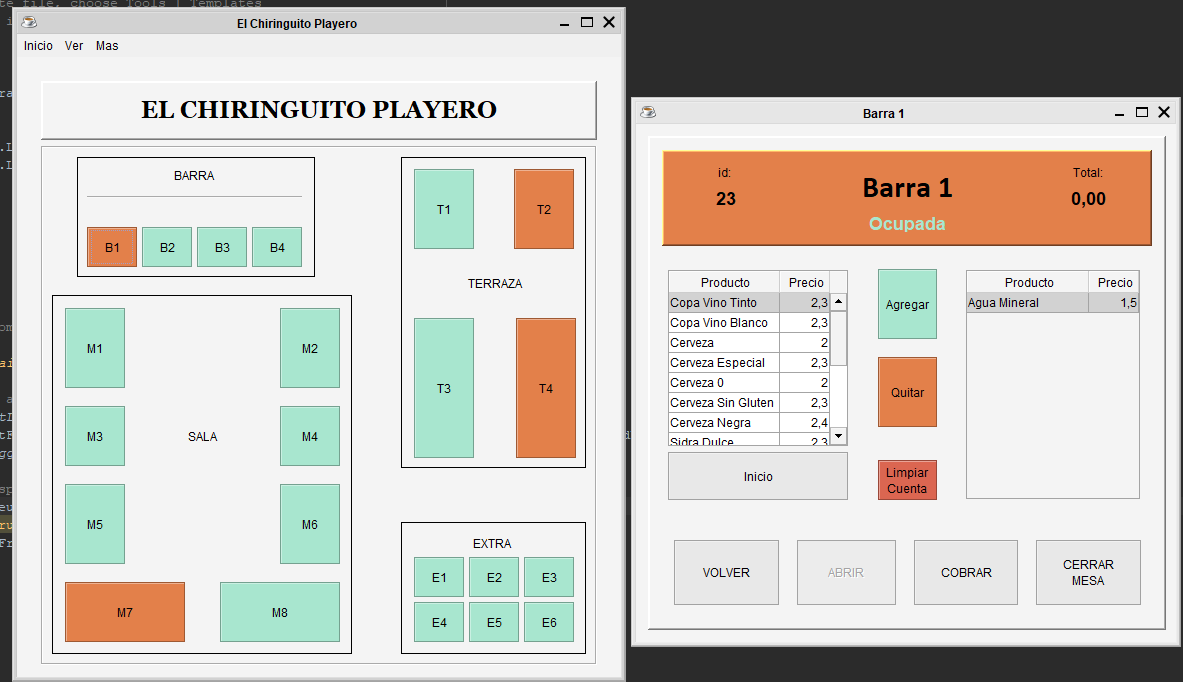 te file, choose Tools | Templates
El Chiringuito Playero
Inicio Ver Mas
EL CHIRINGUITO PLAYERO
BARRA
B1 B2 B3 B4
T1 T2
TERRAZA
T3 T4
M1 M2
M3 SALA M4
M5 M6
M7 M8
EXTRA
E1 E2 E3
E4 E5 E6
Barra 1
id: Total:
23 Barra 1 0,00
Ocupada
Producto Precio
Copa Vino Tinto 2,3
Copa Vino Blanco 2,3
Cerveza 2
Cerveza Especial 2,3
Cerveza 0 2
Cerveza Sin Gluten 2,3
Cerveza Negra 2,4
Sidra Dulce 2,3
Inicio
Agregar
Quitar
Limpiar
Cuenta
Producto Precio
Agua Mineral 1,5
VOLVER
ABRIR
COBRAR
CERRAR
MESA